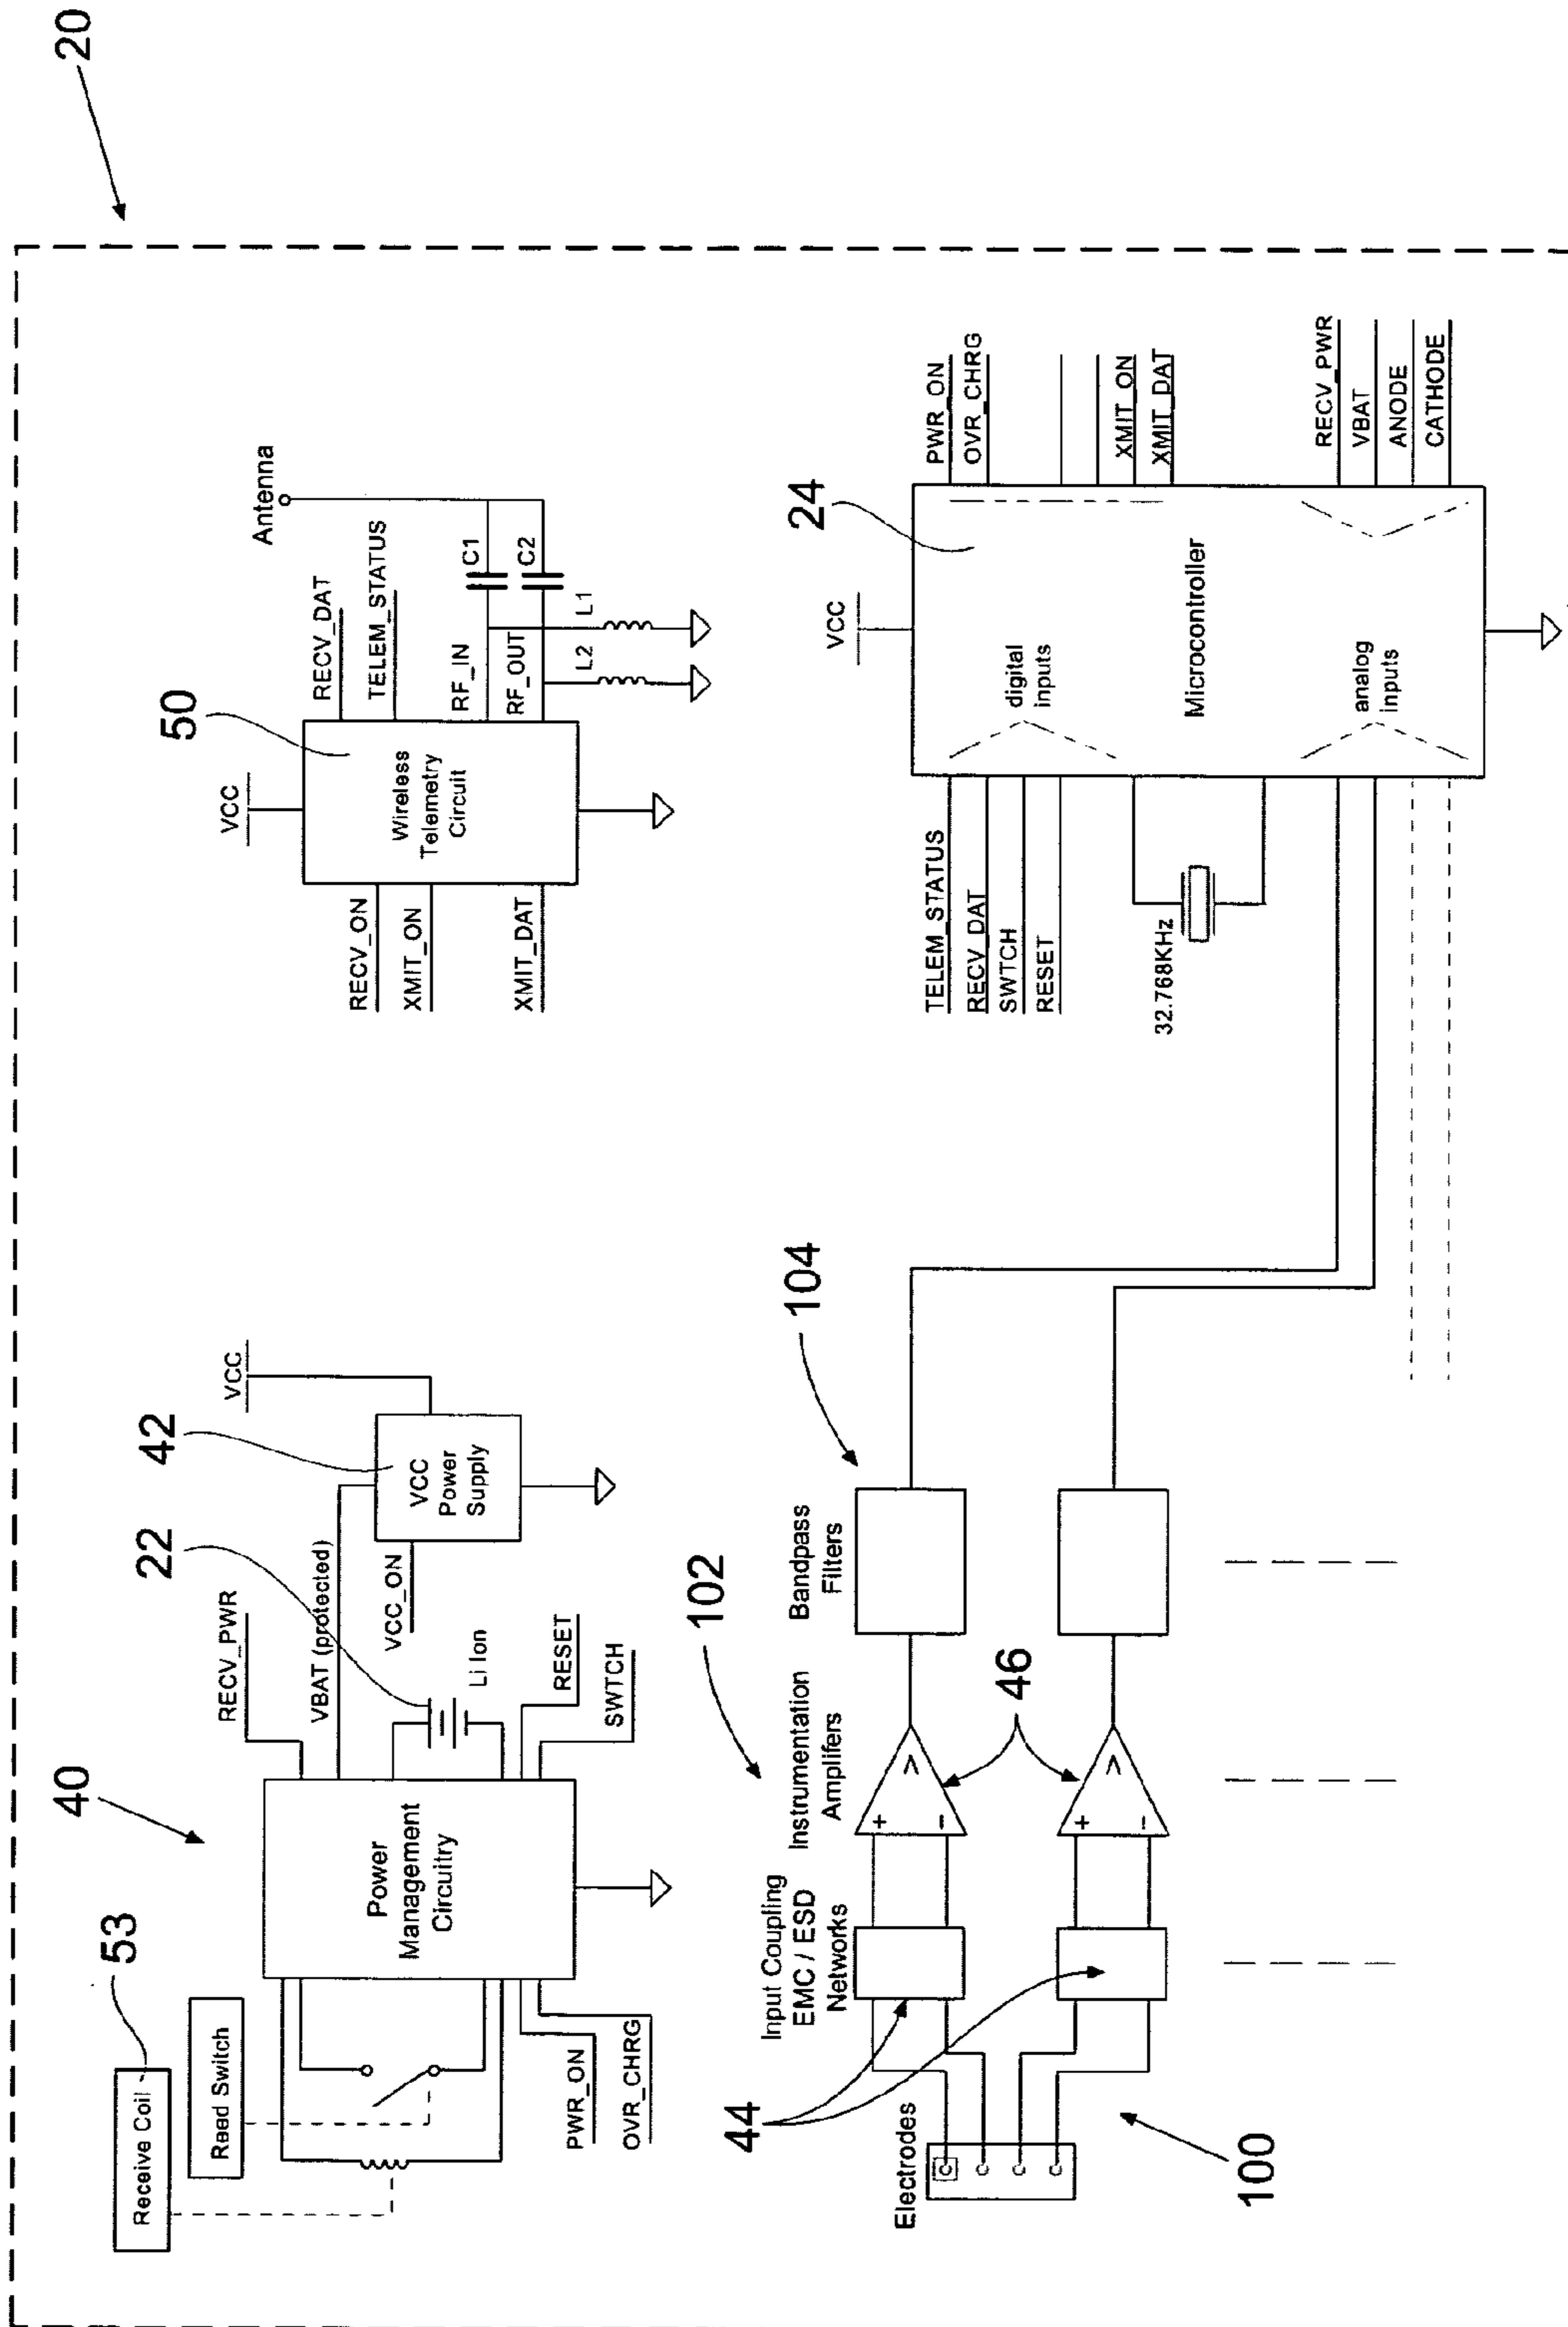 20
53
Receive Coil
Read Switch
40
Power
Management
Circuitry
PWR_ON
OVR_CHRG
RECV_PWR
VBAT (protected)
22
Li Ion
RESET
SWTCH
42
VCC
VCC
Power
Supply
VCC_ON
50
VCC
Wireless
Telemetry
Circuit
RECV_ON
XMIT_ON
XMIT_DAT
RECV_DAT
TELEM_STATUS
RF_IN
RF_OUT
Antenna
C1
C2
L1
L2
Electrodes
100
44
Input Coupling
EMC / ESD
Networks
102
Instrumentation
Amplifers
+
-
>
+
-
>
46
104
Bandpass
Filters
24
VCC
Microcontroller
digital
inputs
analog
inputs
TELEM_STATUS
RECV_DAT
SWTCH
RESET
32.768KHz
PWR_ON
OVR_CHRG
XMIT_ON
XMIT_DAT
RECV_PWR
VBAT
ANODE
CATHODE